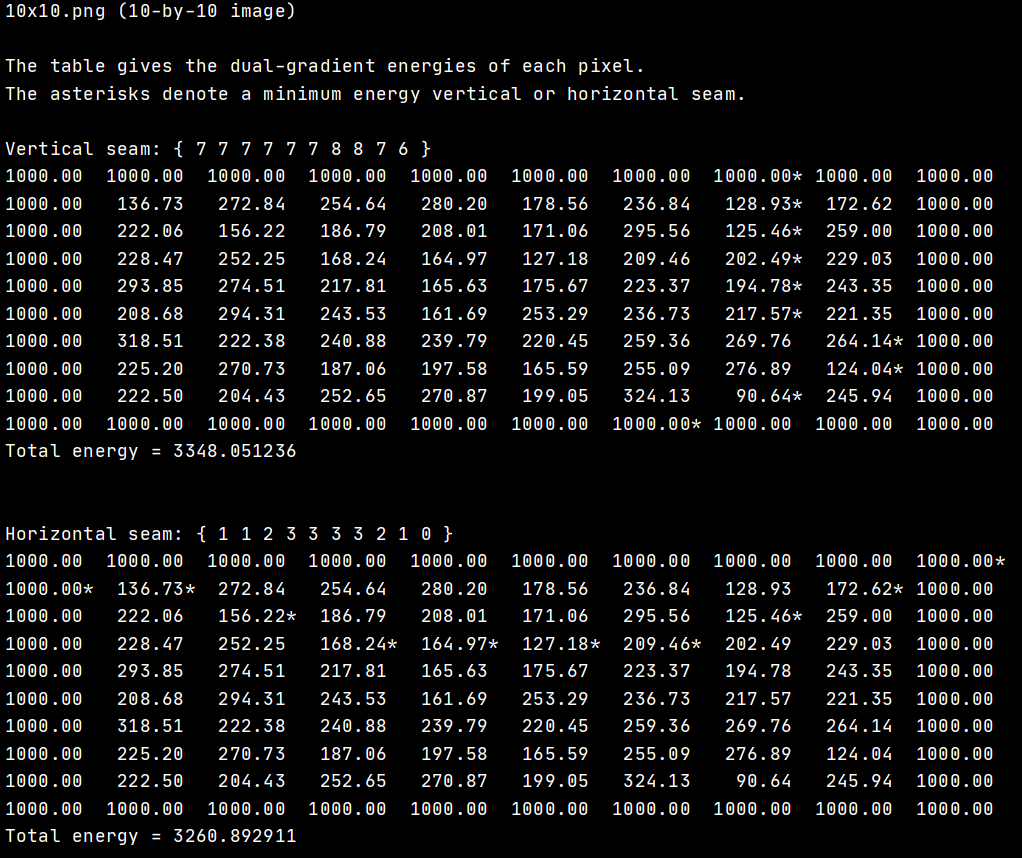 10x10.png (10-by-10 image)
The table gives the dual-gradient energies of each pixel.
The asterisks denote a minimum energy vertical or horizontal seam.
Vertical seam: { 7 7 7 7 7 7 8 8 7 6 }
1000.00 1000.00 1000.00 1000.00 1000.00 1000.00 1000.00 1000.00* 1000.00 1000.00
1000.00 136.73 272.84 254.64 280.20 178.56 236.84 128.93* 172.62 1000.00
1000.00 222.06 156.22 186.79 208.01 171.06 295.56 125.46* 259.00 1000.00
1000.00 228.47 252.25 168.24 164.97 127.18 209.46 202.49* 229.03 1000.00
1000.00 293.85 274.51 217.81 165.63 175.67 223.37 194.78* 243.35 1000.00
1000.00 208.68 294.31 243.53 161.69 253.29 236.73 217.57* 221.35 1000.00
1000.00 318.51 222.38 240.88 239.79 220.45 259.36 269.76 264.14* 1000.00
1000.00 225.20 270.73 187.06 197.58 165.59 255.09 276.89 124.04* 1000.00
1000.00 222.50 204.43 252.65 270.87 199.05 324.13 90.64* 245.94 1000.00
1000.00 1000.00 1000.00 1000.00 1000.00 1000.00 1000.00* 1000.00 1000.00 1000.00
Total energy = 3348.051236
Horizontal seam: { 1 1 2 3 3 3 3 2 1 0 }
1000.00 1000.00 1000.00 1000.00 1000.00 1000.00 1000.00 1000.00 1000.00 1000.00*
1000.00* 136.73* 272.84 254.64 280.20 178.56 236.84 128.93 172.62* 1000.00
1000.00 222.06 156.22* 186.79 208.01 171.06 295.56 125.46* 259.00 1000.00
1000.00 228.47 252.25 168.24* 164.97* 127.18* 209.46* 202.49 229.03 1000.00
1000.00 293.85 274.51 217.81 165.63 175.67 223.37 194.78 243.35 1000.00
1000.00 208.68 294.31 243.53 161.69 253.29 236.73 217.57 221.35 1000.00
1000.00 318.51 222.38 240.88 239.79 220.45 259.36 269.76 264.14 1000.00
1000.00 225.20 270.73 187.06 197.58 165.59 255.09 276.89 124.04 1000.00
1000.00 222.50 204.43 252.65 270.87 199.05 324.13 90.64 245.94 1000.00
1000.00 1000.00 1000.00 1000.00 1000.00 1000.00 1000.00 1000.00 1000.00 1000.00
Total energy = 3260.892911